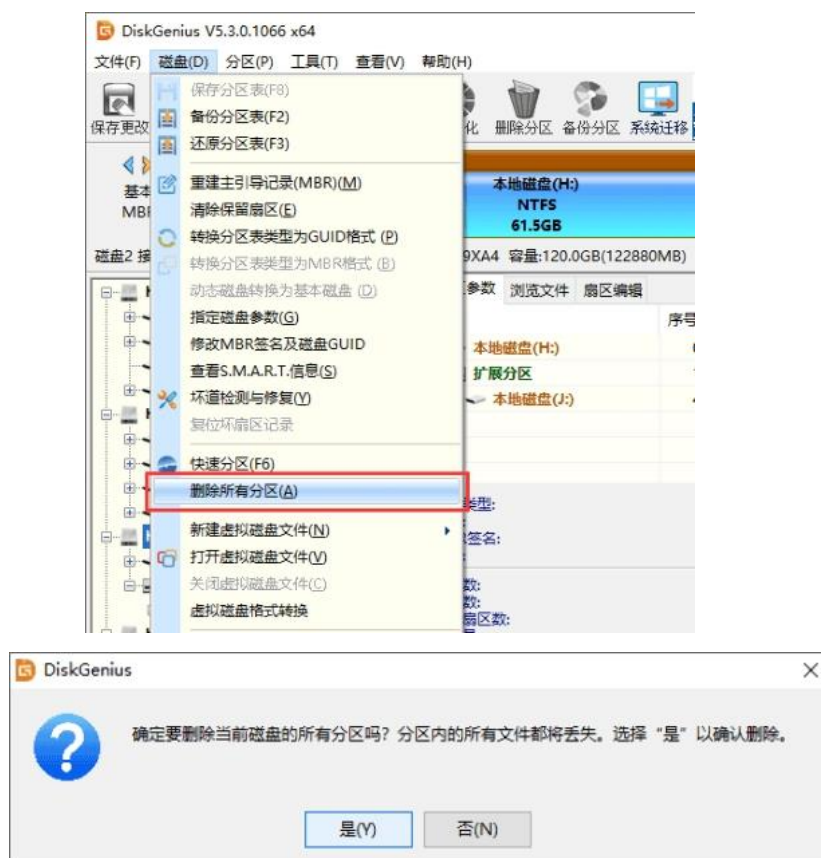 DiskGenius V5.3.0.1066 x64
文件(F) 磁盘(D) 分区(P) 工具(T) 查看(V) 帮助(H)
保存更改
化 删除分区 备份分区 系统迁移
保存分区表(F8)
备份分区表(F2)
还原分区表(F3)
重建主引导记录(MBR)(M)
清除保留扇区(E)
转换分区表类型为GUID格式 (P)
转换分区表类型为MBR格式 (B)
动态磁盘转换为基本磁盘 (D)
指定磁盘参数(G)
修改MBR签名及磁盘GUID
查看S.M.A.R.T.信息(S)
坏道检测与修复(Y)
复位坏扇区记录
快速分区(F6)
删除所有分区(A)
新建虚拟磁盘文件(N)
打开虚拟磁盘文件(V)
关闭虚拟磁盘文件(C)
虚拟磁盘格式转换
基本
MBR
本地磁盘(H:)
NTFS
61.5GB
磁盘2 接
9XA4 容量:120.0GB(122880MB)
参数 浏览文件 扇区编辑
序号
本地磁盘(H:)
扩展分区
本地磁盘(J:)
类型:
签名:
数:
数:
扇区数:
DiskGenius
确定要删除当前磁盘的所有分区吗？分区内的所有文件都将丢失。选择“是”以确认删除。
是(Y) 否(N)